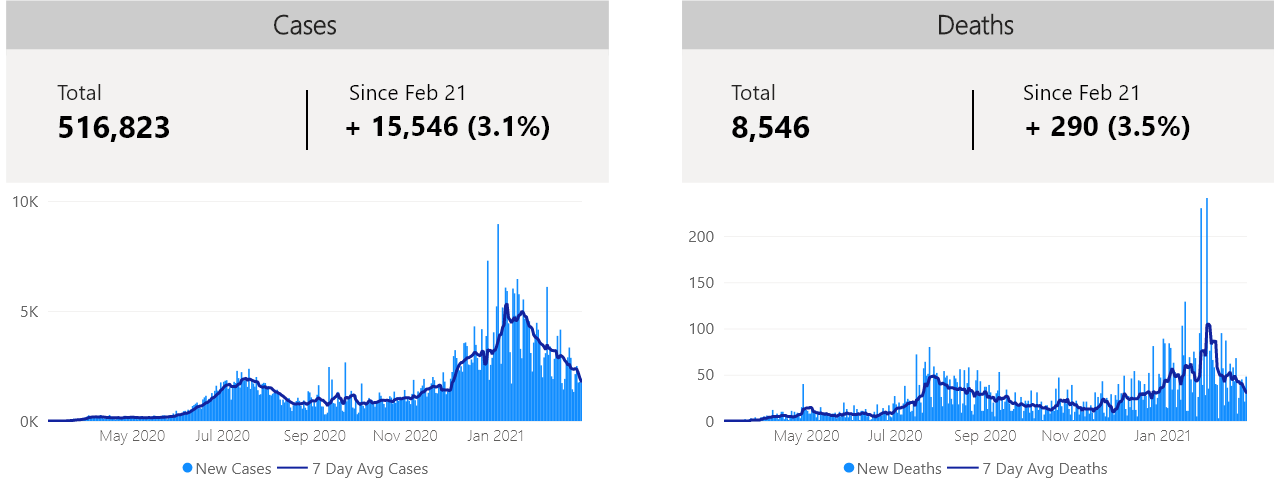 Cases
Total
516,823
Since Feb 21
+ 15,546 (3.1%)
10K
5K
0K
May 2020 Jul 2020 Sep 2020 Nov 2020 Jan 2021
New Cases 7 Day Avg Cases
Deaths
Total
8,546
Since Feb 21
+ 290 (3.5%)
200
150
100
50
0
May 2020 Jul 2020 Sep 2020 Nov 2020 Jan 2021
New Deaths 7 Day Avg Deaths